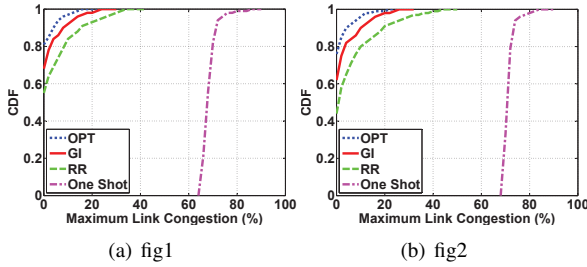 1
0.8
0.6
0.4
0.2
0
CDF
OPT
GI
RR
One Shot
0 20 40 60 80 100
Maximum Link Congestion (%)
(a) fig1
1
0.8
0.6
0.4
0.2
0
CDF
OPT
GI
RR
One Shot
0 20 40 60 80 100
Maximum Link Congestion (%)
(b) fig2